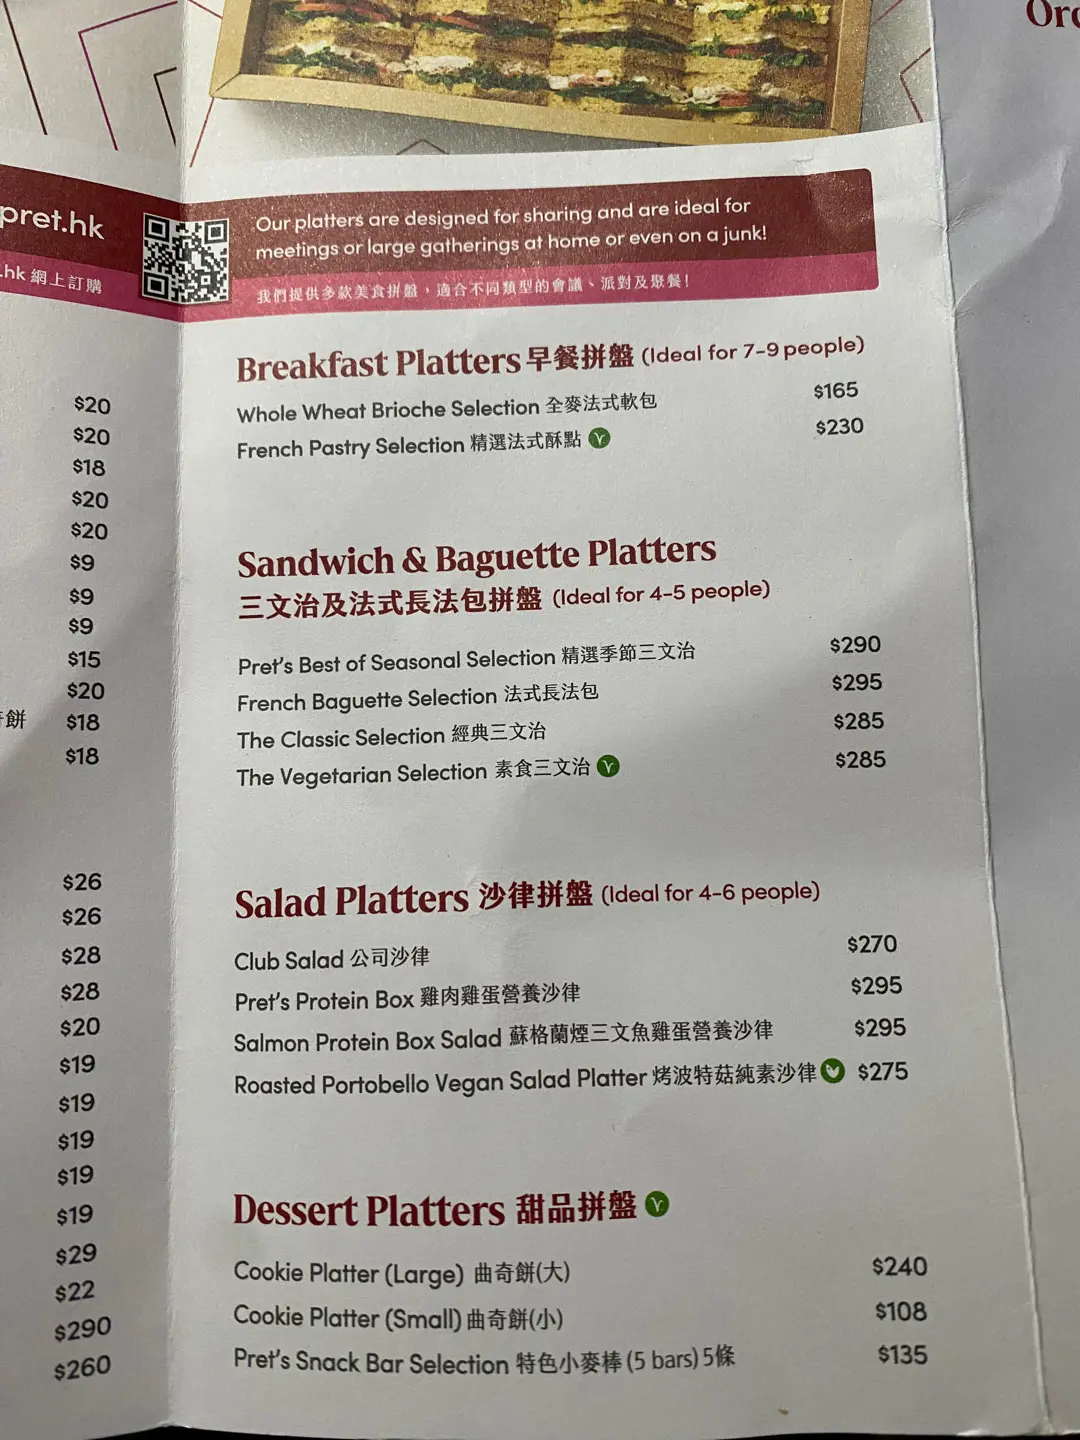 Orc
pret.hk
.hk 網上訂購
Our platters are designed for sharing and are ideal for
meetings or large gatherings at home or even on a junk!
我們提供多款美食拼盤，適合不同類型的會議、派對及聚餐！
$20
$20
$18
$20
$20
$9
$9
$9
$15
$20
餅 $18
$18
$26
$26
$28
$28
$20
$19
$19
$19
$19
$19
$29
$22
$290
$260
Breakfast Platters 早餐拼盤 (Ideal for 7-9 people)
Whole Wheat Brioche Selection 全麥法式軟包 $165
French Pastry Selection 精選法式酥點 V $230
Sandwich & Baguette Platters
三文治及法式長法包拼盤 (Ideal for 4-5 people)
Pret's Best of Seasonal Selection 精選季節三文治 $290
French Baguette Selection 法式長法包 $295
The Classic Selection 經典三文治 $285
The Vegetarian Selection 素食三文治 V $285
Salad Platters 沙律拼盤 (Ideal for 4-6 people)
Club Salad 公司沙律 $270
Pret's Protein Box 雞肉雞蛋營養沙律 $295
Salmon Protein Box Salad 蘇格蘭煙三文魚雞蛋營養沙律 $295
Roasted Portobello Vegan Salad Platter 烤波特菇純素沙律 $275
Dessert Platters 甜品拼盤 V
Cookie Platter (Large) 曲奇餅(大) $240
Cookie Platter (Small) 曲奇餅(小) $108
Pret's Snack Bar Selection 特色小麥棒 (5 bars) 5條 $135